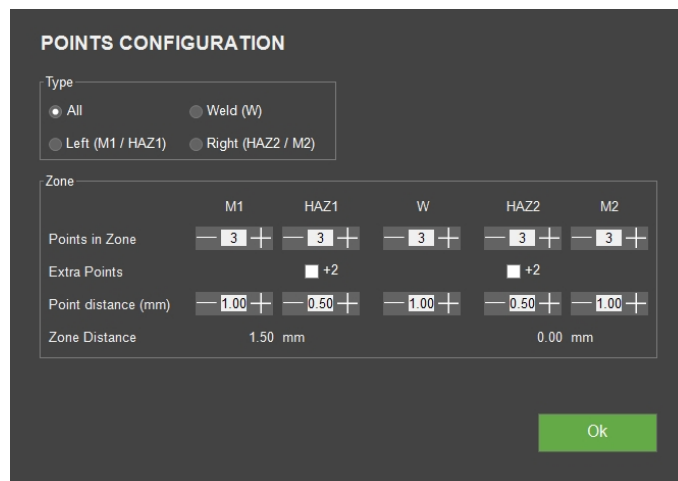 POINTS CONFIGURATION
Type
All Weld (W)
Left (M1 / HAZ1) Right (HAZ2 / M2)
Zone
M1 HAZ1 W HAZ2 M2
Points in Zone 3 3 3 3 3
Extra Points +2 +2
Point distance (mm) 1.00 0.50 1.00 0.50 1.00
Zone Distance 1.50 mm 0.00 mm
Ok